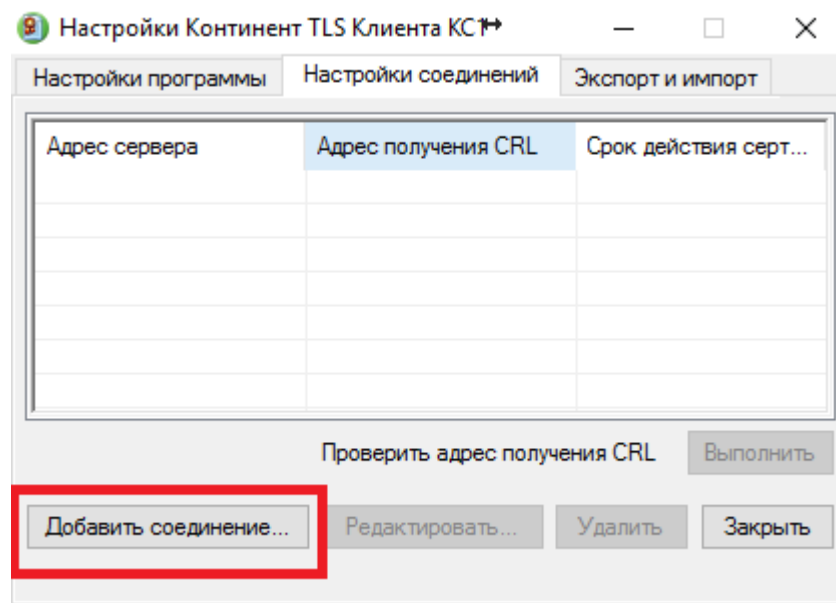 Настройки Континент TLS Клиента КС1
Настройки программы Настройки соединений Экспорт и импорт
Адрес сервера Адрес получения CRL Срок действия серт...
Проверить адрес получения CRL Выполнить
Добавить соединение... Редактировать... Удалить Закрыть